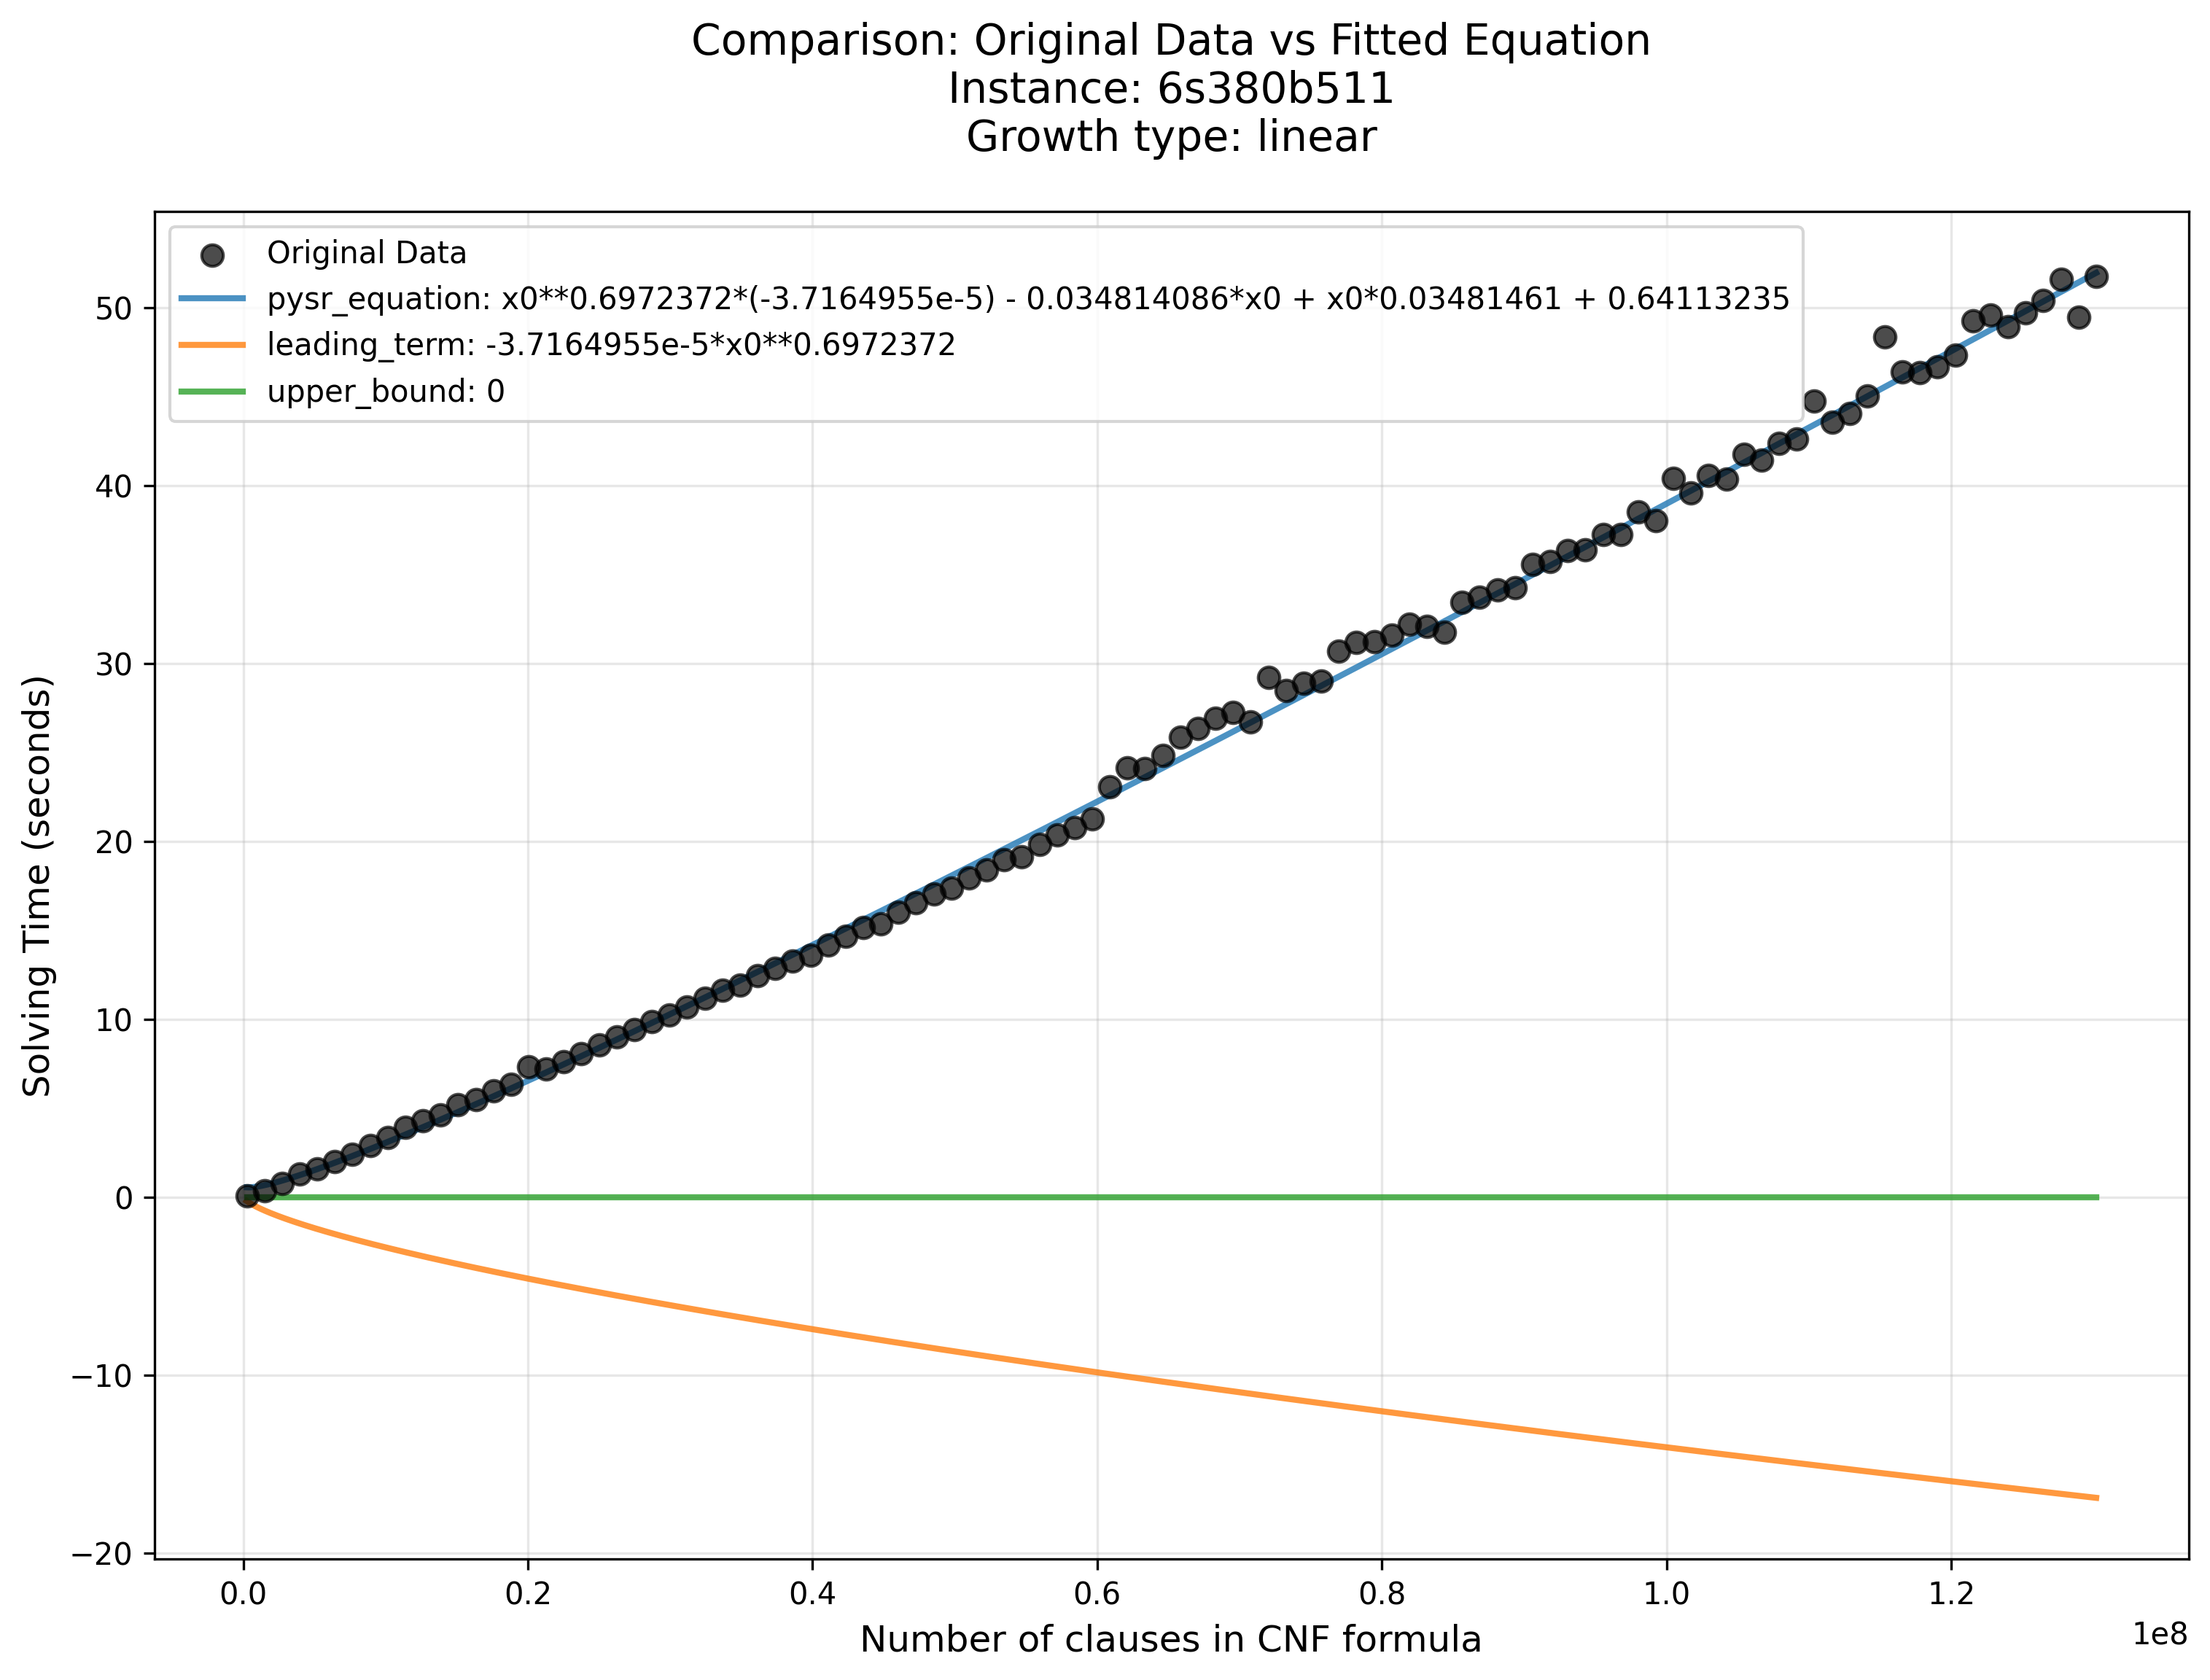 Comparison: Original Data vs Fitted Equation
Instance: 6s380b511
Growth type: linear
Original Data
pysr_equation: x0**0.6972372*(-3.7164955e-5) - 0.034814086*x0 + x0*0.03481461 + 0.64113235
leading_term: -3.7164955e-5*x0**0.6972372
upper_bound: 0
Solving Time (seconds)
50
40
30
20
10
0
−10
−20
0.0 0.2 0.4 0.6 0.8 1.0 1.2
1e8
Number of clauses in CNF formula